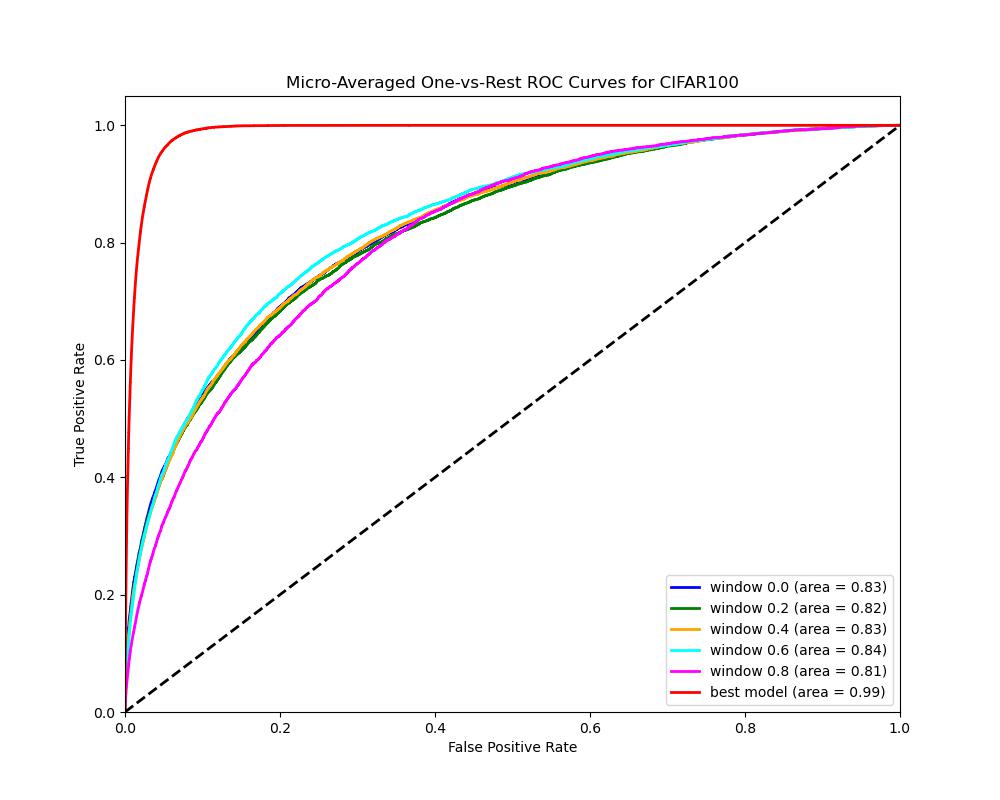 Micro-Averaged One-vs-Rest ROC Curves for CIFAR100
True Positive Rate
1.0
0.8
0.6
0.4
0.2
0.0
window 0.0 (area = 0.83)
window 0.2 (area = 0.82)
window 0.4 (area = 0.83)
window 0.6 (area = 0.84)
window 0.8 (area = 0.81)
best model (area = 0.99)
0.0 0.2 0.4 0.6 0.8 1.0
False Positive Rate